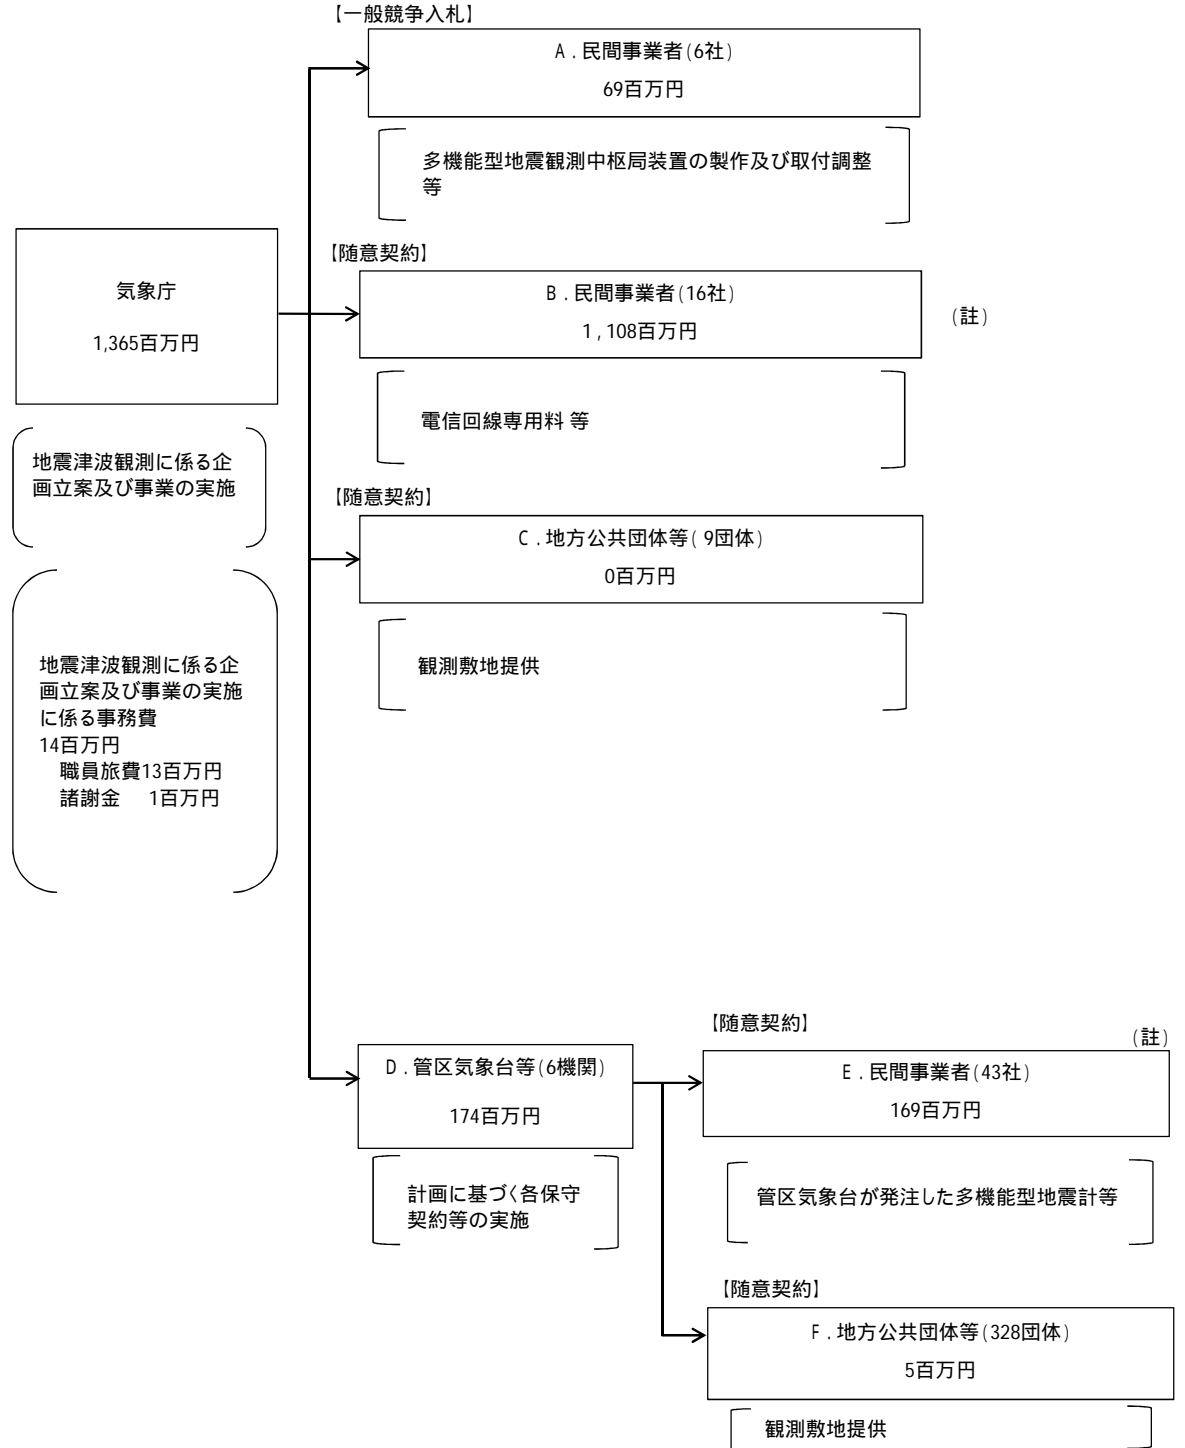 【一般競争入札】
A．民間事業者(6社)
69百万円
多機能型地震観測中枢局装置の製作及び取付調整
等
気象庁
1,365百万円
地震津波観測に係る企
画立案及び事業の実施
地震津波観測に係る企
画立案及び事業の実施
に係る事務費
14百万円
職員旅費13百万円
諸謝金　1百万円
【随意契約】
B．民間事業者(16社)
1,108百万円
(註)
電信回線専用料 等
【随意契約】
C．地方公共団体等(9団体)
0百万円
観測敷地提供
D．管区気象台等(6機関)
174百万円
計画に基づく各保守
契約等の実施
【随意契約】
(註)
E．民間事業者(43社)
169百万円
管区気象台が発注した多機能型地震計等
【随意契約】
F．地方公共団体等(328団体)
5百万円
観測敷地提供